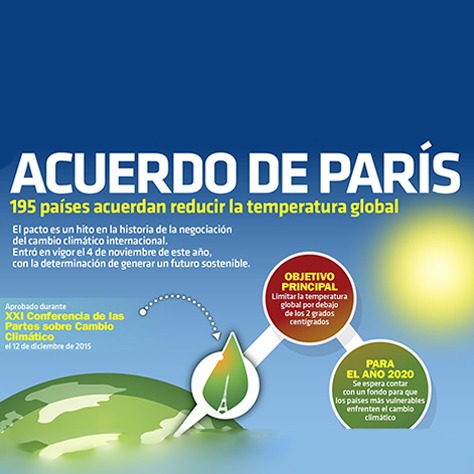 ACUERDO DE PARÍS
195 países acuerdan reducir la temperatura global
El pacto es un hito en la historia de la negociación
del cambio climático internacional.
Entró en vigor el 4 de noviembre de este año,
con la determinación de generar un futuro sostenible.
Aprobado durante
XXI Conferencia de las
Partes sobre Cambio
Climático
el 12 de diciembre de 2015
OBJETIVO
PRINCIPAL
Limitar la temperatura
global por debajo
de los 2 grados
centígrados
PARA
EL AÑO 2020
Se espera contar
con un fondo para que
los países más vulnerables
enfrenten el cambio
climático